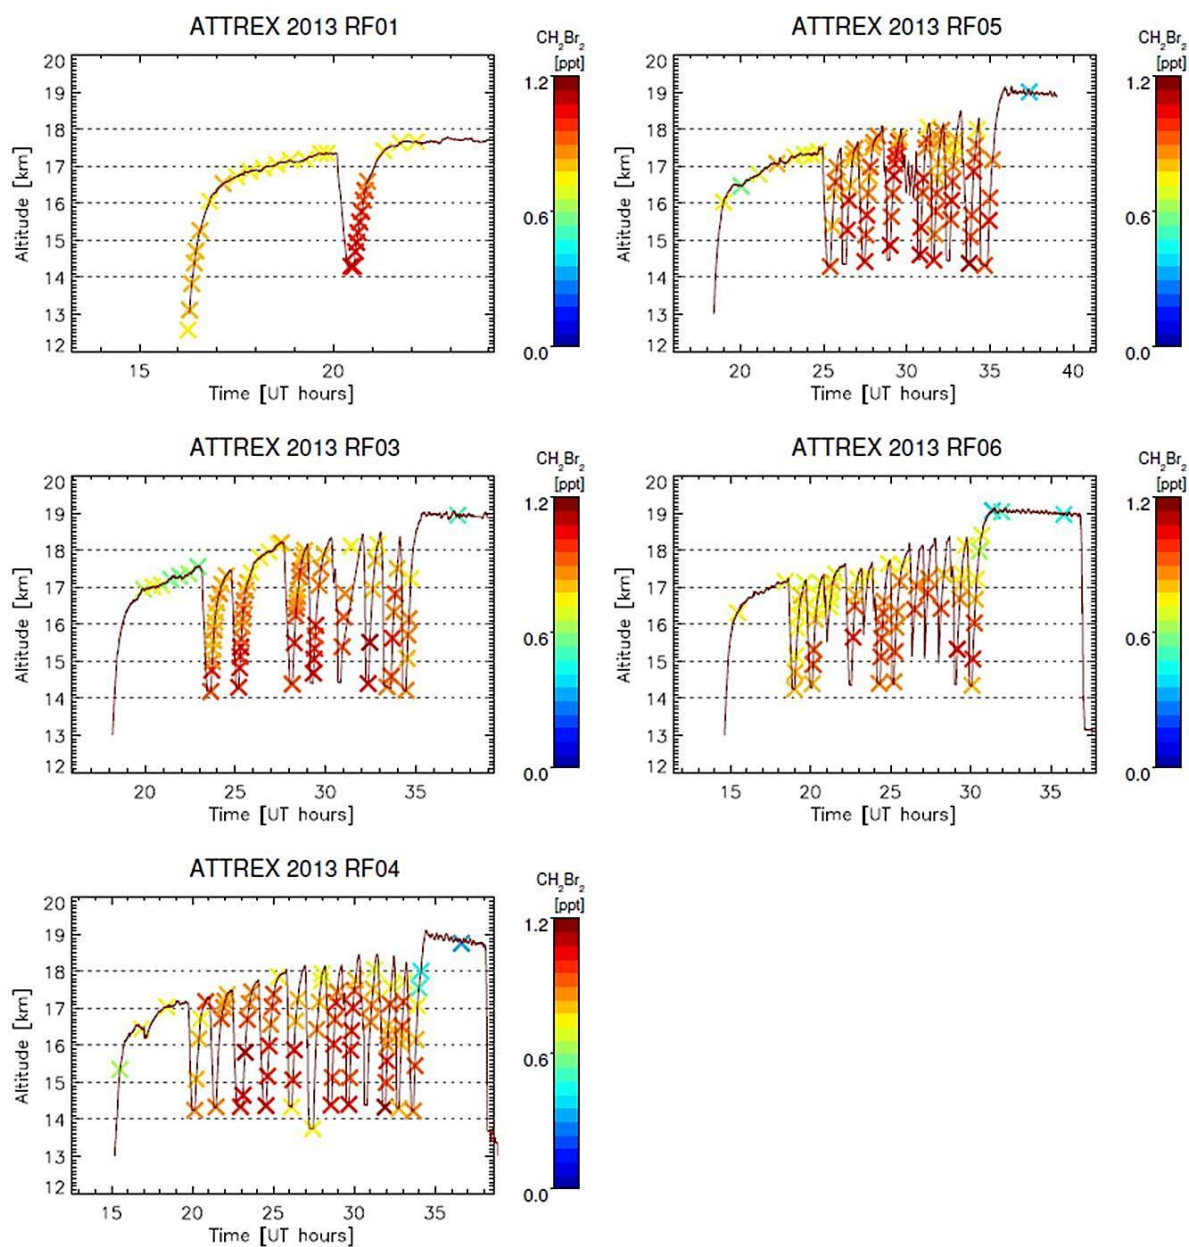 ATTREX 2013 RF01
CH2Br2
[ppt]
20
19
18
17
16
15
14
13
12
Altitude [km]
15 20
Time [UT hours]
1.2
0.6
0.0
ATTREX 2013 RF05
CH2Br2
[ppt]
20
19
18
17
16
15
14
13
12
Altitude [km]
20 25 30 35 40
Time [UT hours]
1.2
0.6
0.0
ATTREX 2013 RF03
CH2Br2
[ppt]
20
19
18
17
16
15
14
13
12
Altitude [km]
20 25 30 35
Time [UT hours]
1.2
0.6
0.0
ATTREX 2013 RF06
CH2Br2
[ppt]
20
19
18
17
16
15
14
13
12
Altitude [km]
15 20 25 30 35
Time [UT hours]
1.2
0.6
0.0
ATTREX 2013 RF04
CH2Br2
[ppt]
20
19
18
17
16
15
14
13
12
Altitude [km]
15 20 25 30 35
Time [UT hours]
1.2
0.6
0.0